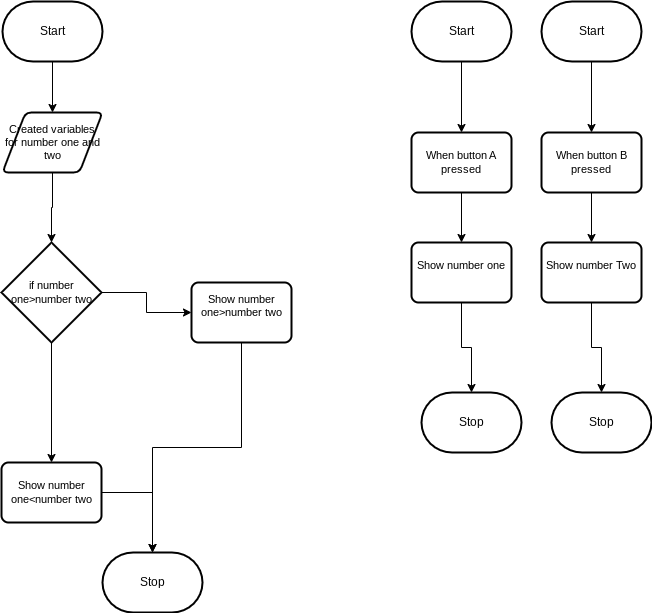 Start
Created variables
for number one and
two
if number
one>number two
Show number
one>number two
Show number
one<number two
Stop
Start
When button A
pressed
Show number one
Stop
Start
When button B
pressed
Show number Two
Stop